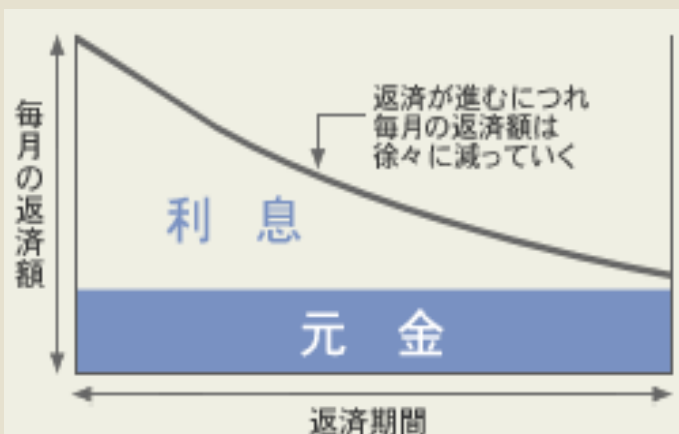 毎月の返済額
返済が進むにつれ
毎月の返済額は
徐々に減っていく
利 息
元 金
返済期間